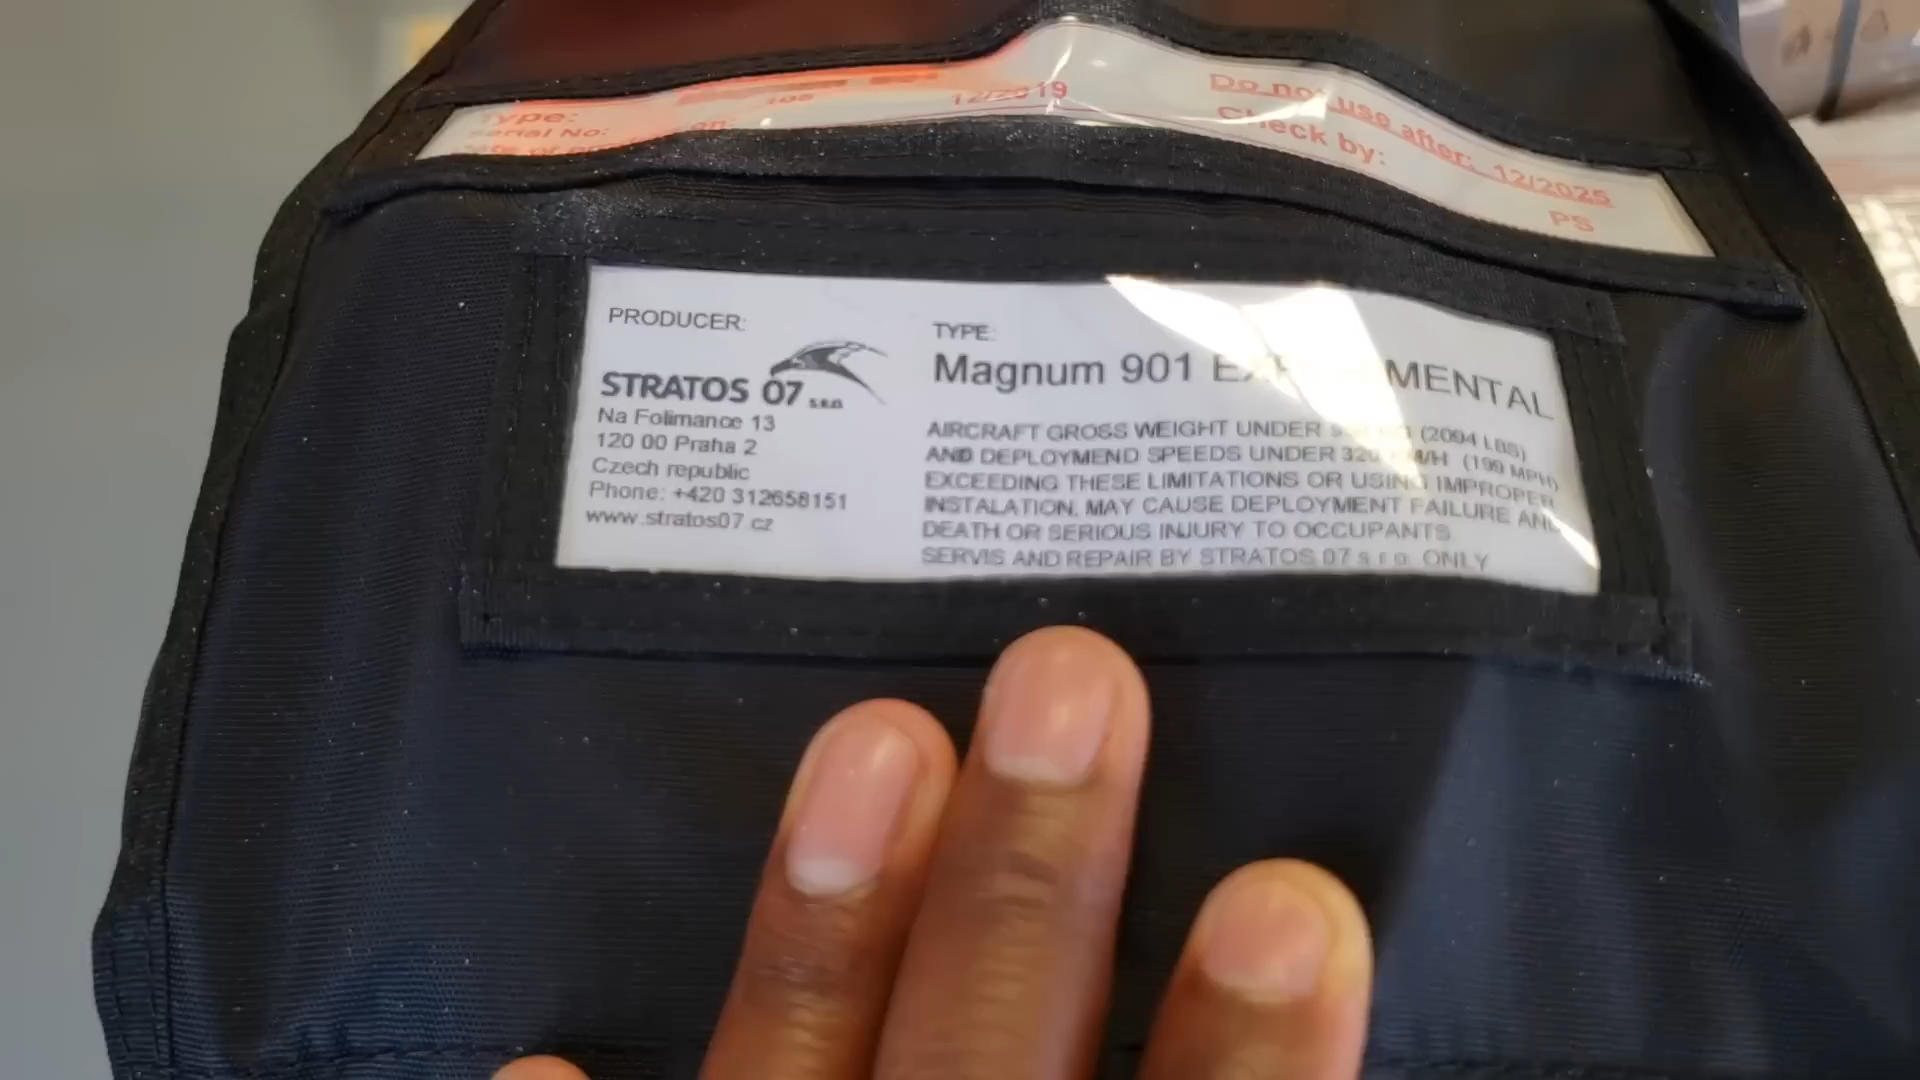 Type:
Serial No:
105
12/2019
Do not use after: 12/2025
Check by:
PS
PRODUCER:
STRATOS 07 s.r.o.
Na Folimance 13
120 00 Praha 2
Czech republic
Phone: +420 312658151
www.stratos07.cz
TYPE:
Magnum 901
AIRCRAFT GROSS WEIGHT UNDER (2094 LBS)
AND DEPLOYMEND SPEEDS UNDER 320 (199 MPH)
EXCEEDING THESE LIMITATIONS OR USING IMPROPER
INSTALATION, MAY CAUSE DEPLOYMENT FAILURE AND
DEATH OR SERIOUS INJURY TO OCCUPANTS
SERVIS AND REPAIR BY STRATOS 07 s.r.o. ONLY